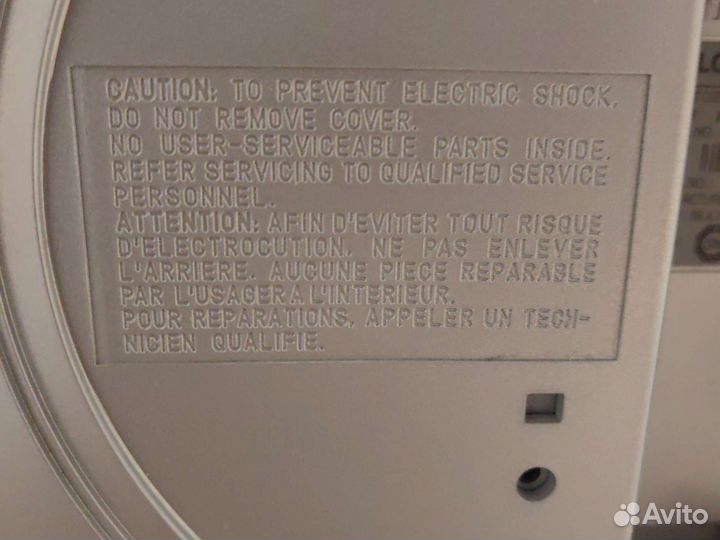 CAUTION: TO PREVENT ELECTRIC SHOCK,
DO NOT REMOVE COVER.
NO USER-SERVICEABLE PARTS INSIDE.
REFER SERVICING TO QUALIFIED SERVICE
PERSONNEL.
ATTENTION: AFIN D'EVITER TOUT RISQUE
D'ELECTROCUTION, NE PAS ENLEVER
L'ARRIERE. AUCUNE PIECE REPARABLE
PAR L'USAGER A L'INTERIEUR.
POUR REPARATIONS, APPELER UN TECH-
NICIEN QUALIFIE.
Avito